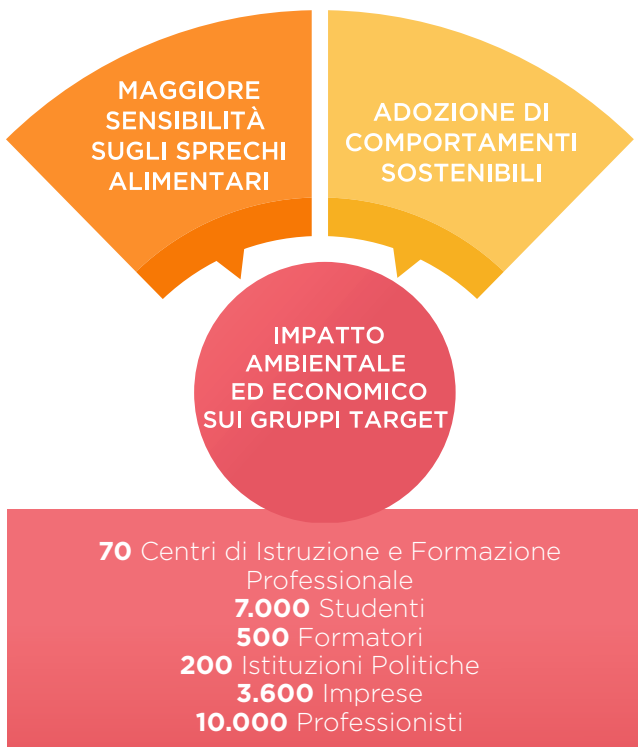 MAGGIORE
SENSIBILITÀ
SUGLI SPRECHI
ALIMENTARI
ADOZIONE DI
COMPORTAMENTI
SOSTENIBILI
IMPATTO
AMBIENTALE
ED ECONOMICO
SUI GRUPPI TARGET
70 Centri di Istruzione e Formazione
Professionale
7.000 Studenti
500 Formatori
200 Istituzioni Politiche
3.600 Imprese
10.000 Professionisti